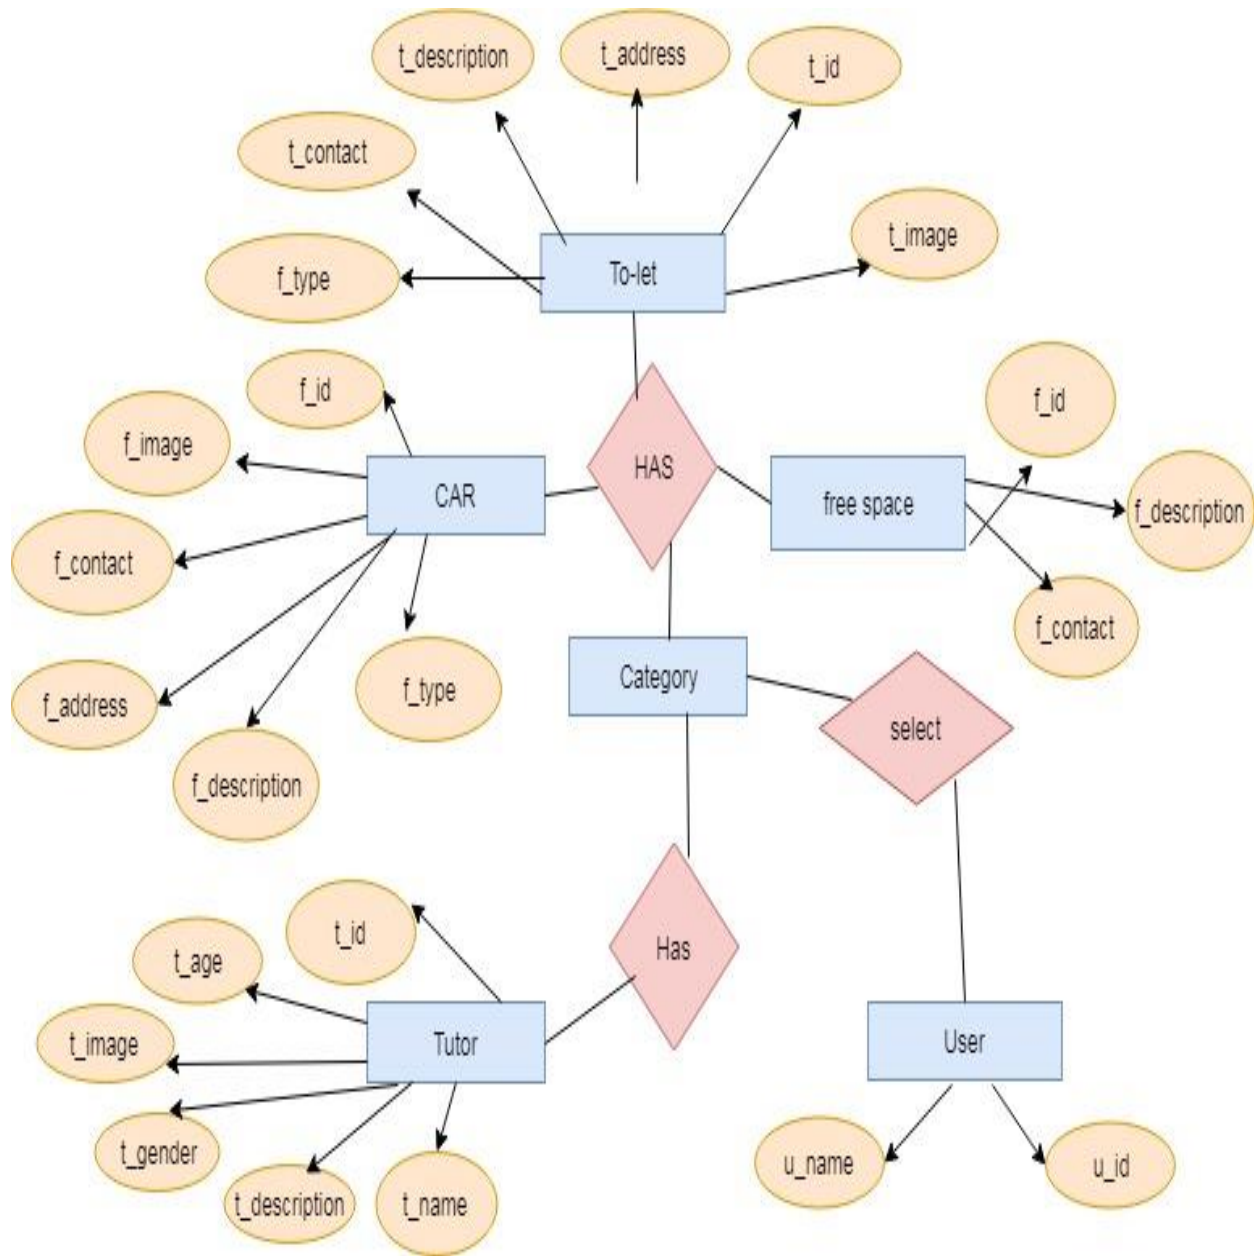 t_description
t_address
t_id
t_contact
t_image
f_type
To-let
f_id
f_id
f_image
HAS
CAR
free space
f_description
f_contact
f_contact
Category
f_address
f_type
select
f_description
t_id
t_age
Has
t_image
Tutor
User
t_gender
u_name
u_id
t_description
t_name